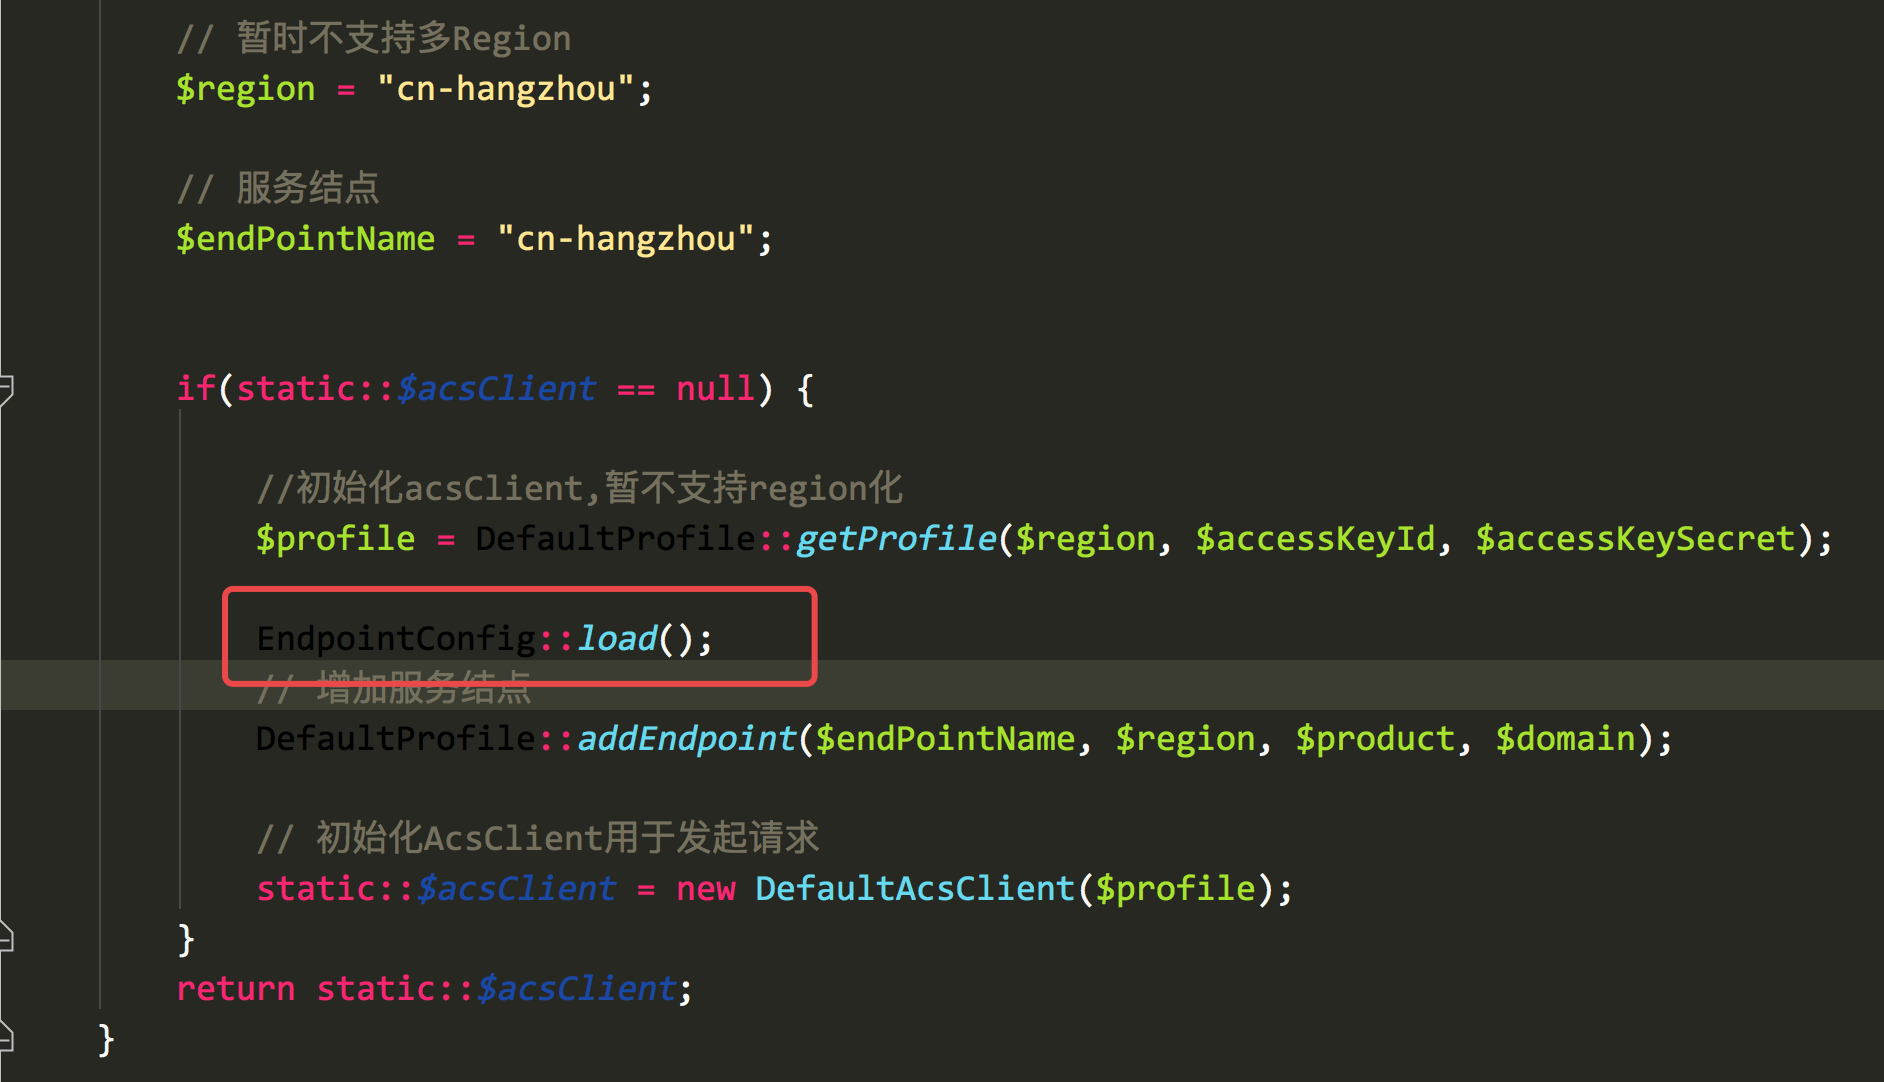 // 暂时不支持多Region
$region = "cn-hangzhou";
// 服务结点
$endPointName = "cn-hangzhou";
if(static::$acsClient == null) {
//初始化acsClient,暂不支持region化
$profile = DefaultProfile::getProfile($region, $accessKeyId, $accessKeySecret);
EndpointConfig::load();
// 增加服务结点
DefaultProfile::addEndpoint($endPointName, $region, $product, $domain);
// 初始化AcsClient用于发起请求
static::$acsClient = new DefaultAcsClient($profile);
}
return static::$acsClient;
}